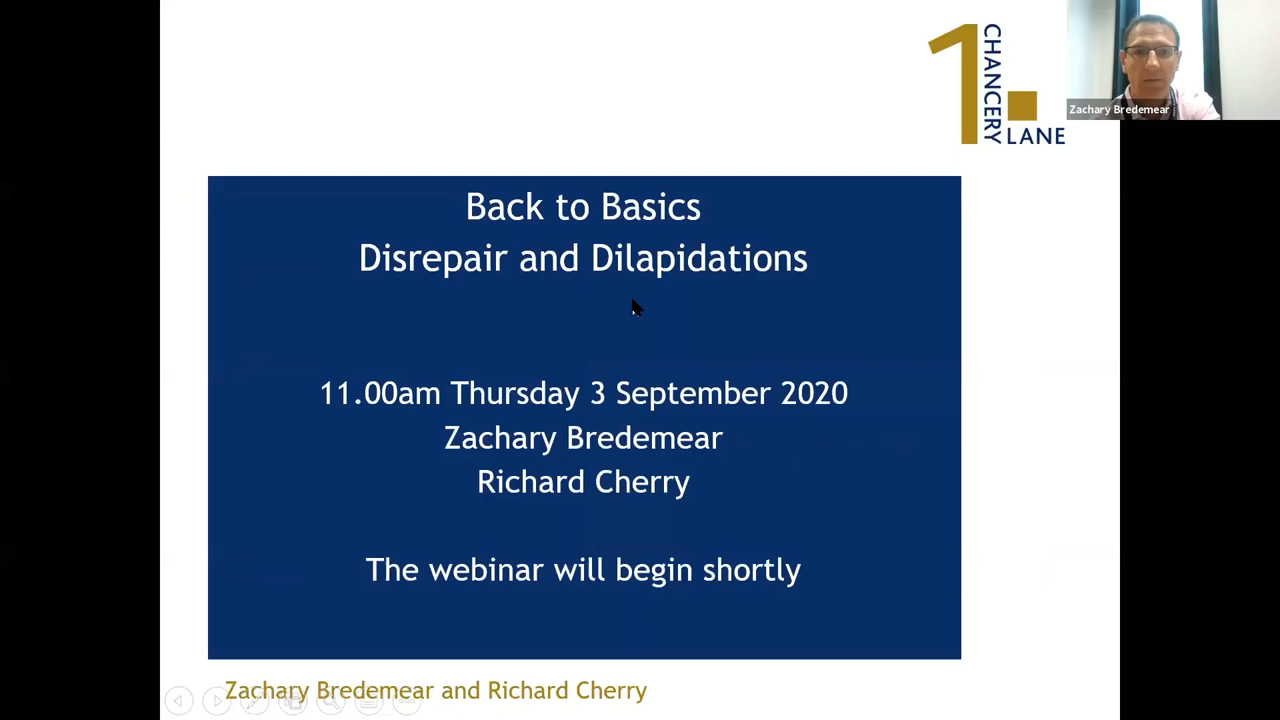 1
CHANCERY
LANE
Zachary Bredemear
Back to Basics
Disrepair and Dilapidations
11.00am Thursday 3 September 2020
Zachary Bredemear
Richard Cherry
The webinar will begin shortly
Zachary Bredemear and Richard Cherry